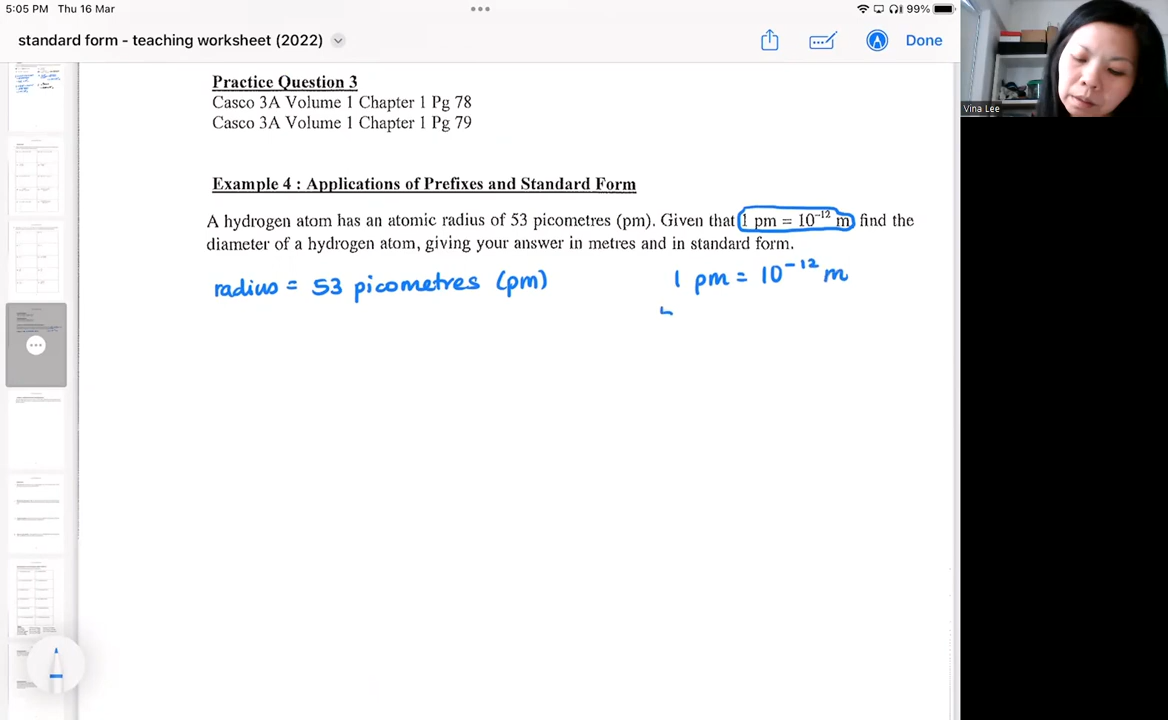 5:05 PM Thu 16 Mar
99%
standard form - teaching worksheet (2022)
Done
Vina Lee
Practice Question 3
Casco 3A Volume 1 Chapter 1 Pg 78
Casco 3A Volume 1 Chapter 1 Pg 79
Example 4 : Applications of Prefixes and Standard Form
A hydrogen atom has an atomic radius of 53 picometres (pm). Given that 1 pm = 10⁻¹² m find the
diameter of a hydrogen atom, giving your answer in metres and in standard form.
radius = 53 picometres (pm)
1 pm = 10⁻¹² m